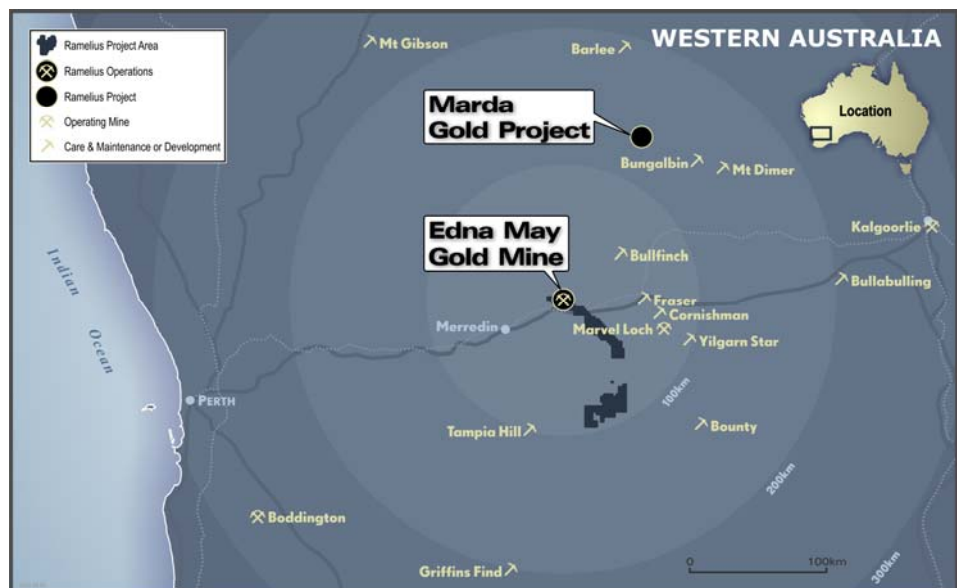 WESTERN AUSTRALIA
Location
Ramelius Project Area
Ramelius Operations
Ramelius Project
Operating Mine
Care & Maintenance or Development
Mt Gibson
Barlee
Marda
Gold Project
Bungalbin
Mt Dimer
Kalgoorlie
Edna May
Gold Mine
Bullfinch
Bullabulling
Indian
Ocean
Fraser
Cornishman
Merredin
Marvel Loch
Yilgarn Star
100km
PERTH
Tampia Hill
Bounty
200km
Boddington
Griffins Find
0
100km
300km